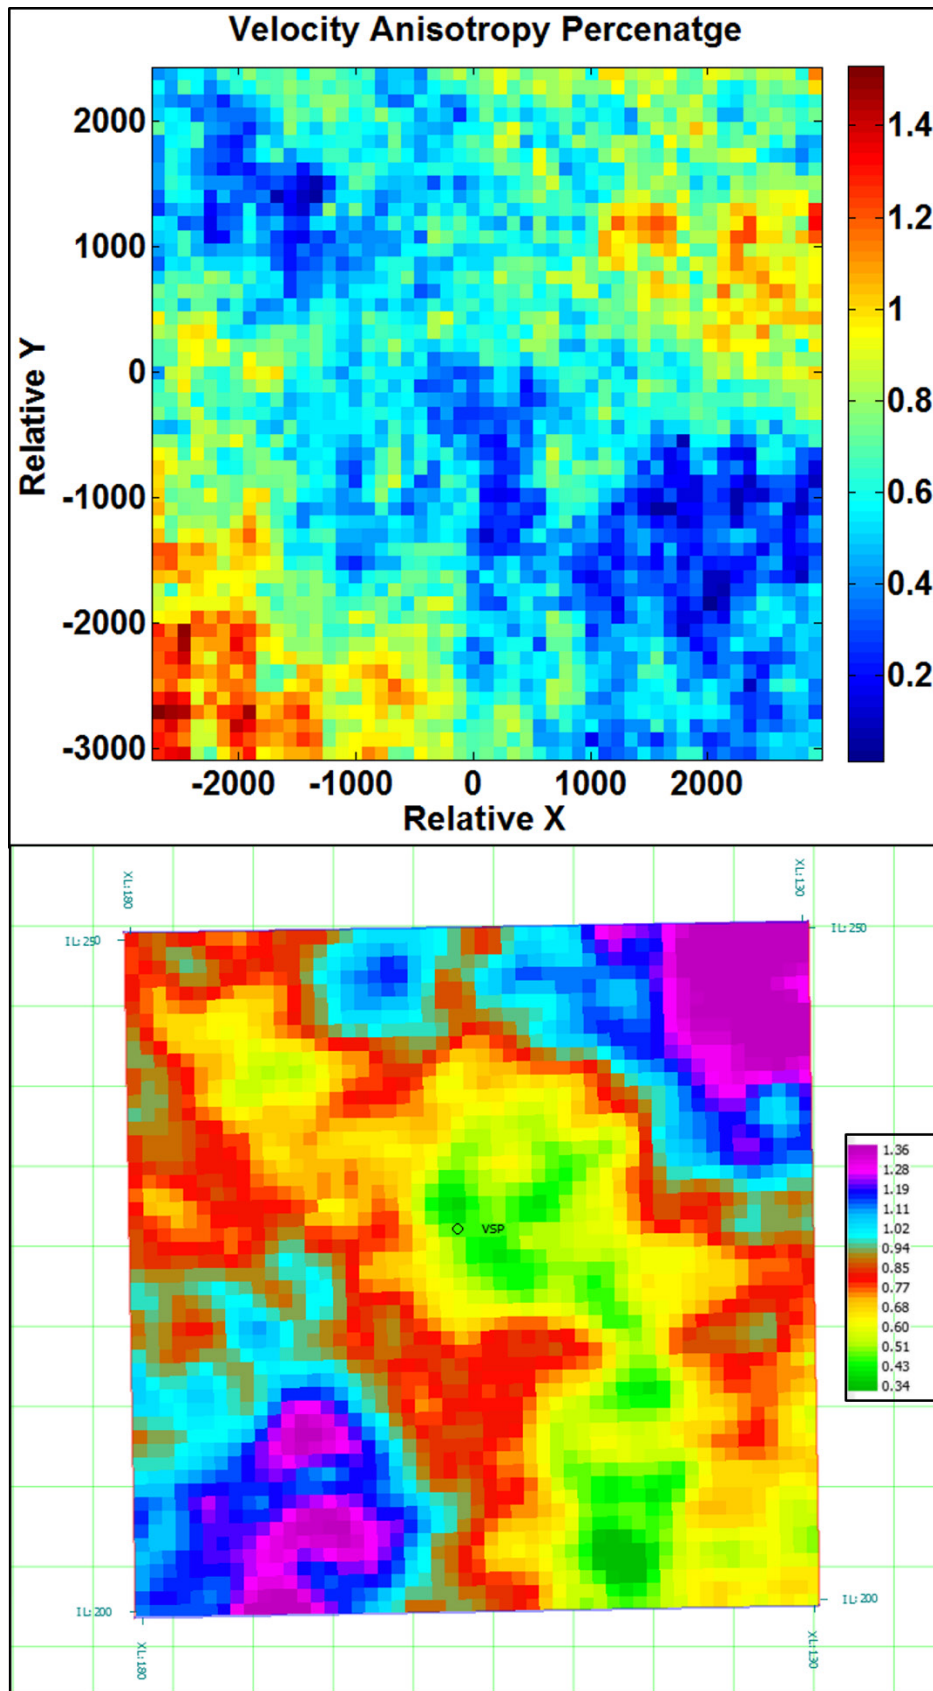 Velocity Anisotropy Percenatge
2000
1000
0
-1000
-2000
-3000
Relative Y
-2000 -1000 0 1000 2000
Relative X
1.4
1.2
1
0.8
0.6
0.4
0.2
XL:180
XL:130
IL:250
IL:250
VSP
1.36
1.28
1.19
1.11
1.02
0.94
0.85
0.77
0.68
0.60
0.51
0.43
0.34
IL:200
IL:200
XL:180
XL:130